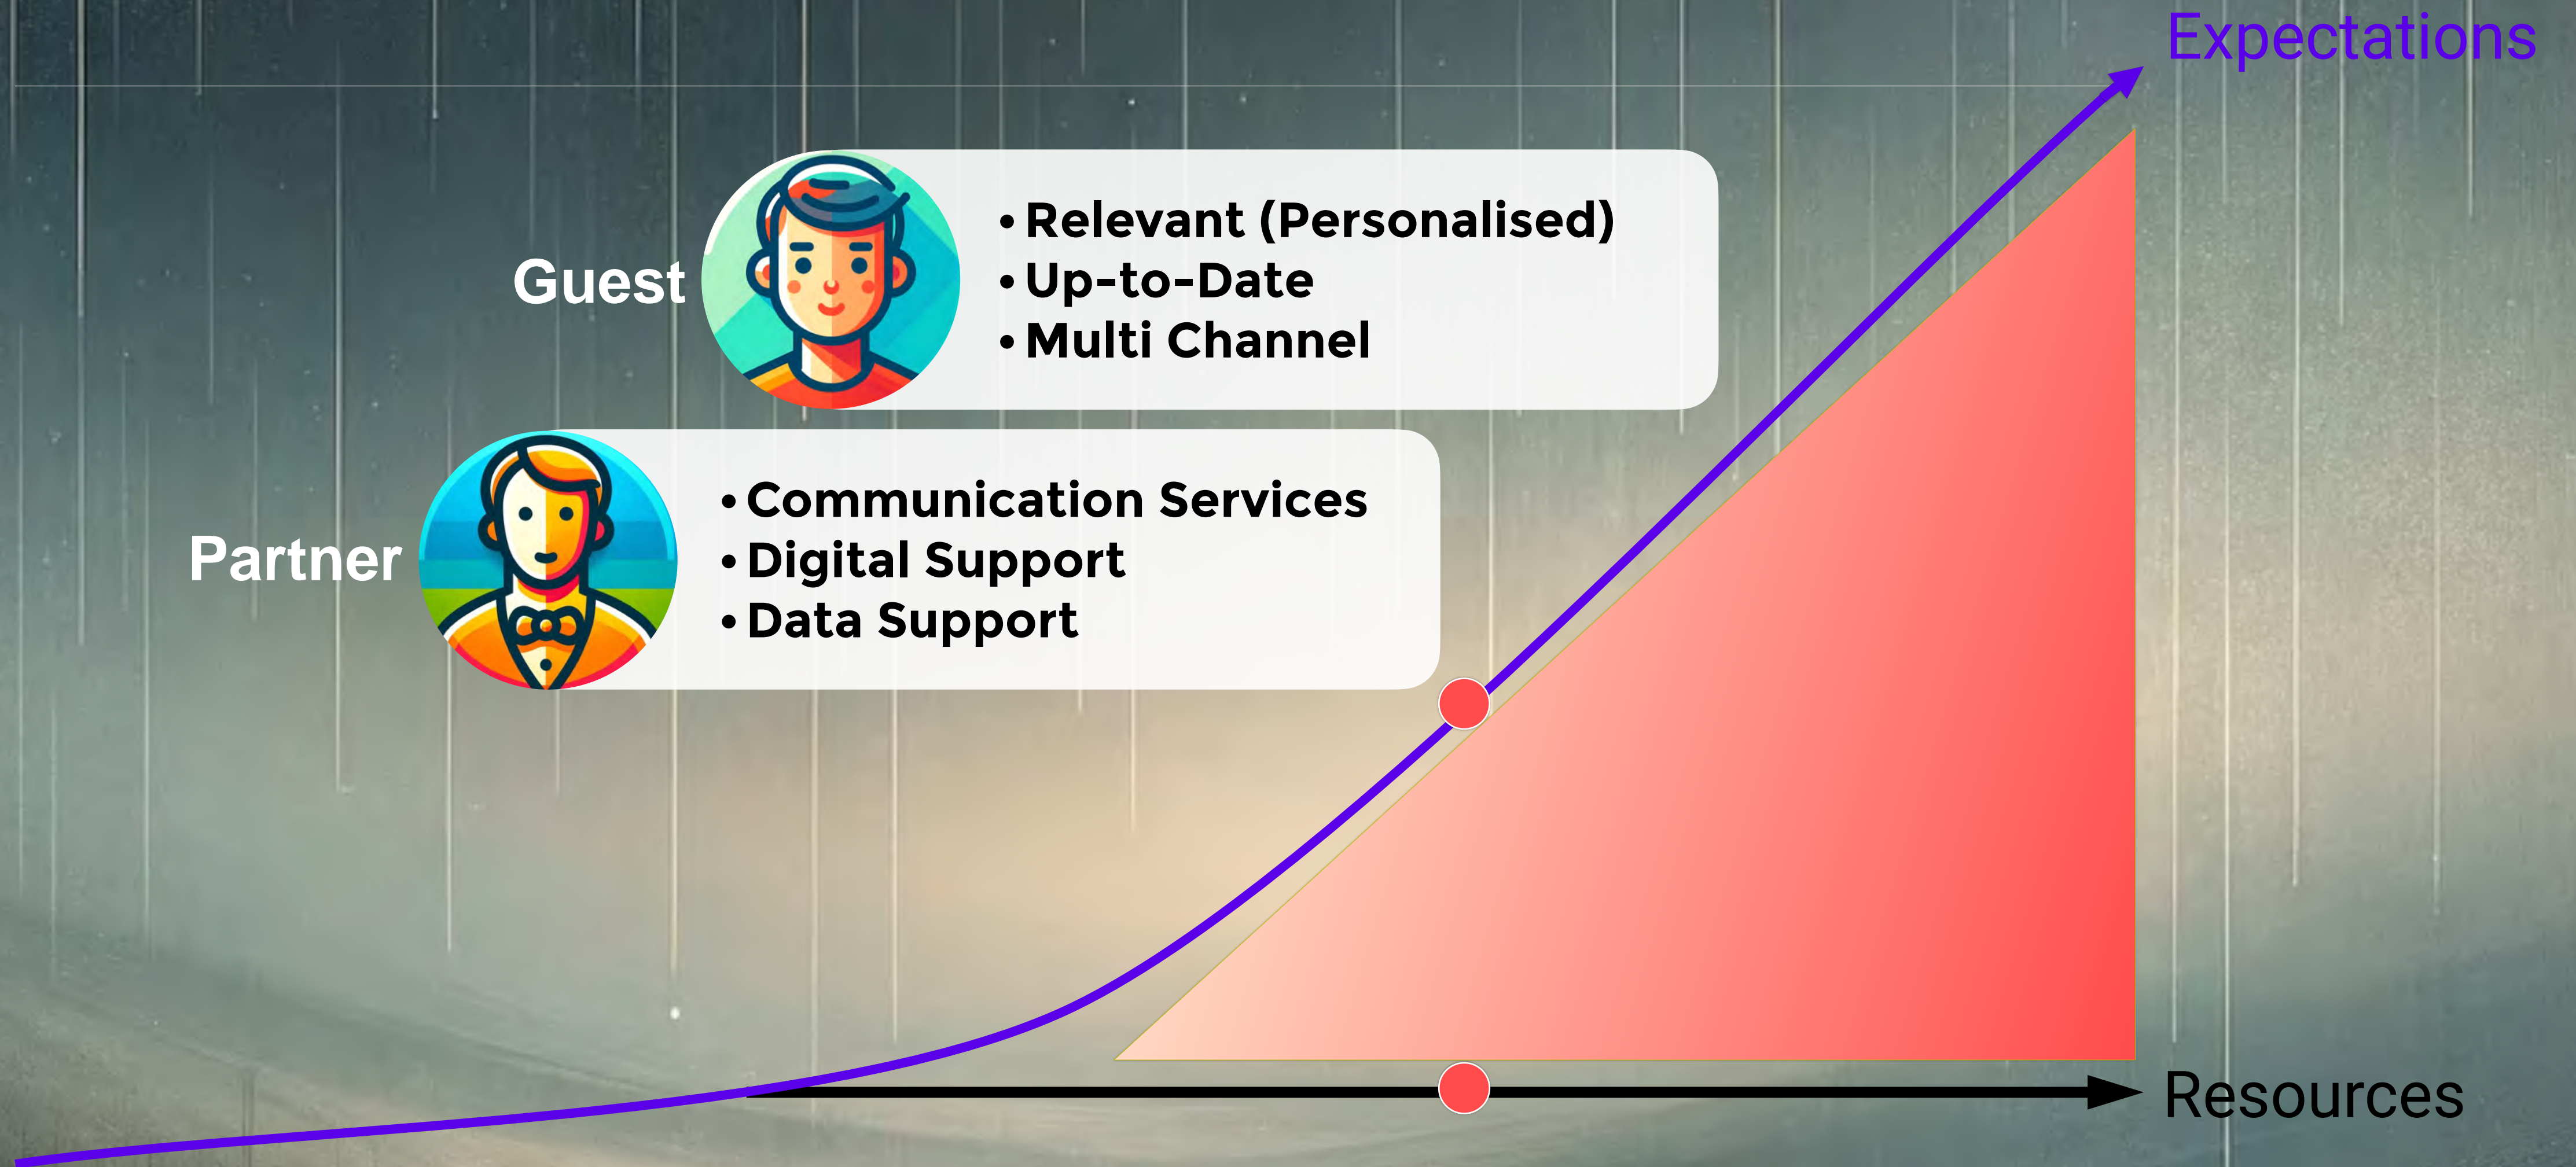 Expectations
Guest
• Relevant (Personalised)
• Up-to-Date
• Multi Channel
Partner
• Communication Services
• Digital Support
• Data Support
Resources